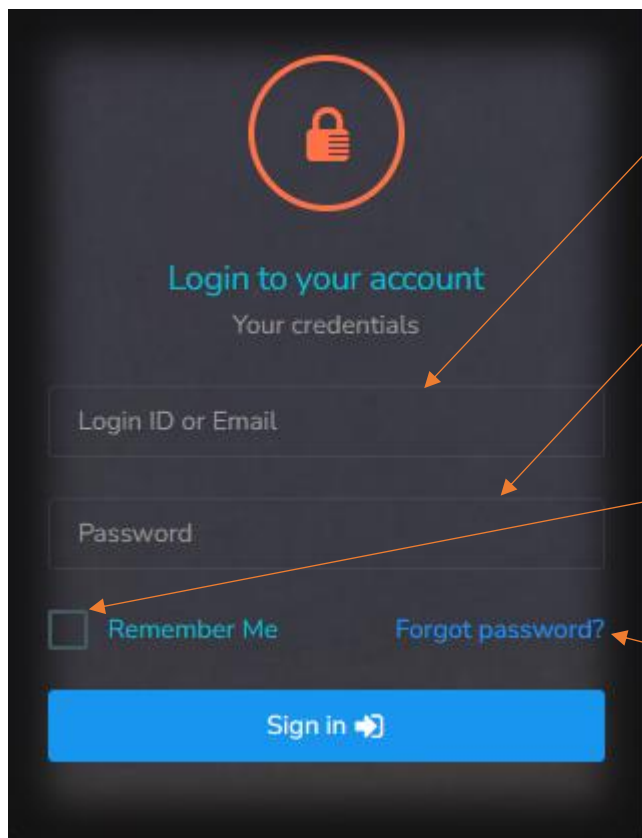 Login to your account
Your credentials
Login ID or Email
Password
Remember Me Forgot password?
Sign in